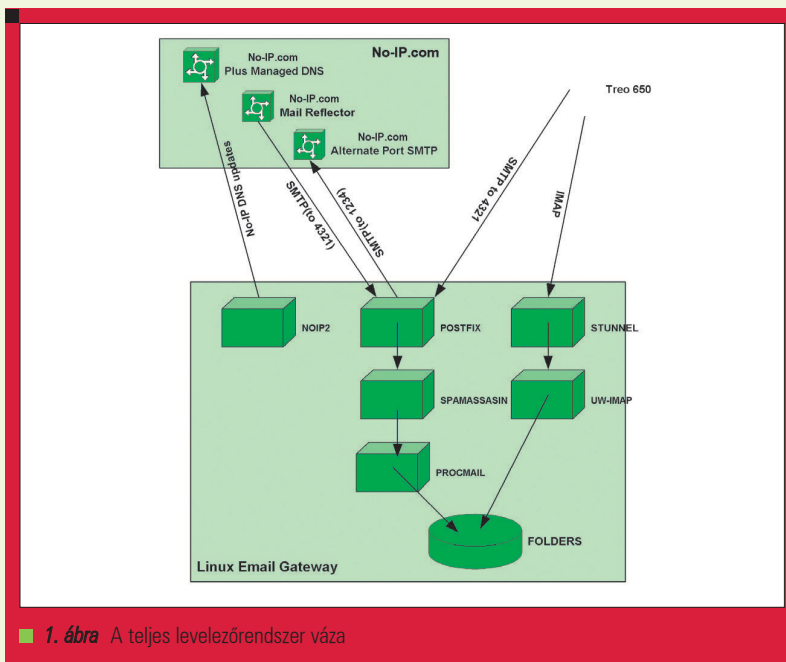 No-IP.com
No-IP.com
Plus Managed DNS
No-IP.com
Mail Reflector
No-IP.com
Alternate Port SMTP
Treo 650
No-IP DNS updates
SMTP(to 4321)
SMTP(to 1234)
SMTP to 4321
IMAP
NOIP2
POSTFIX
STUNNEL
SPAMASSASIN
UW-IMAP
PROCMAIL
FOLDERS
Linux Email Gateway
1. ábra A teljes levelezőrendszer váza